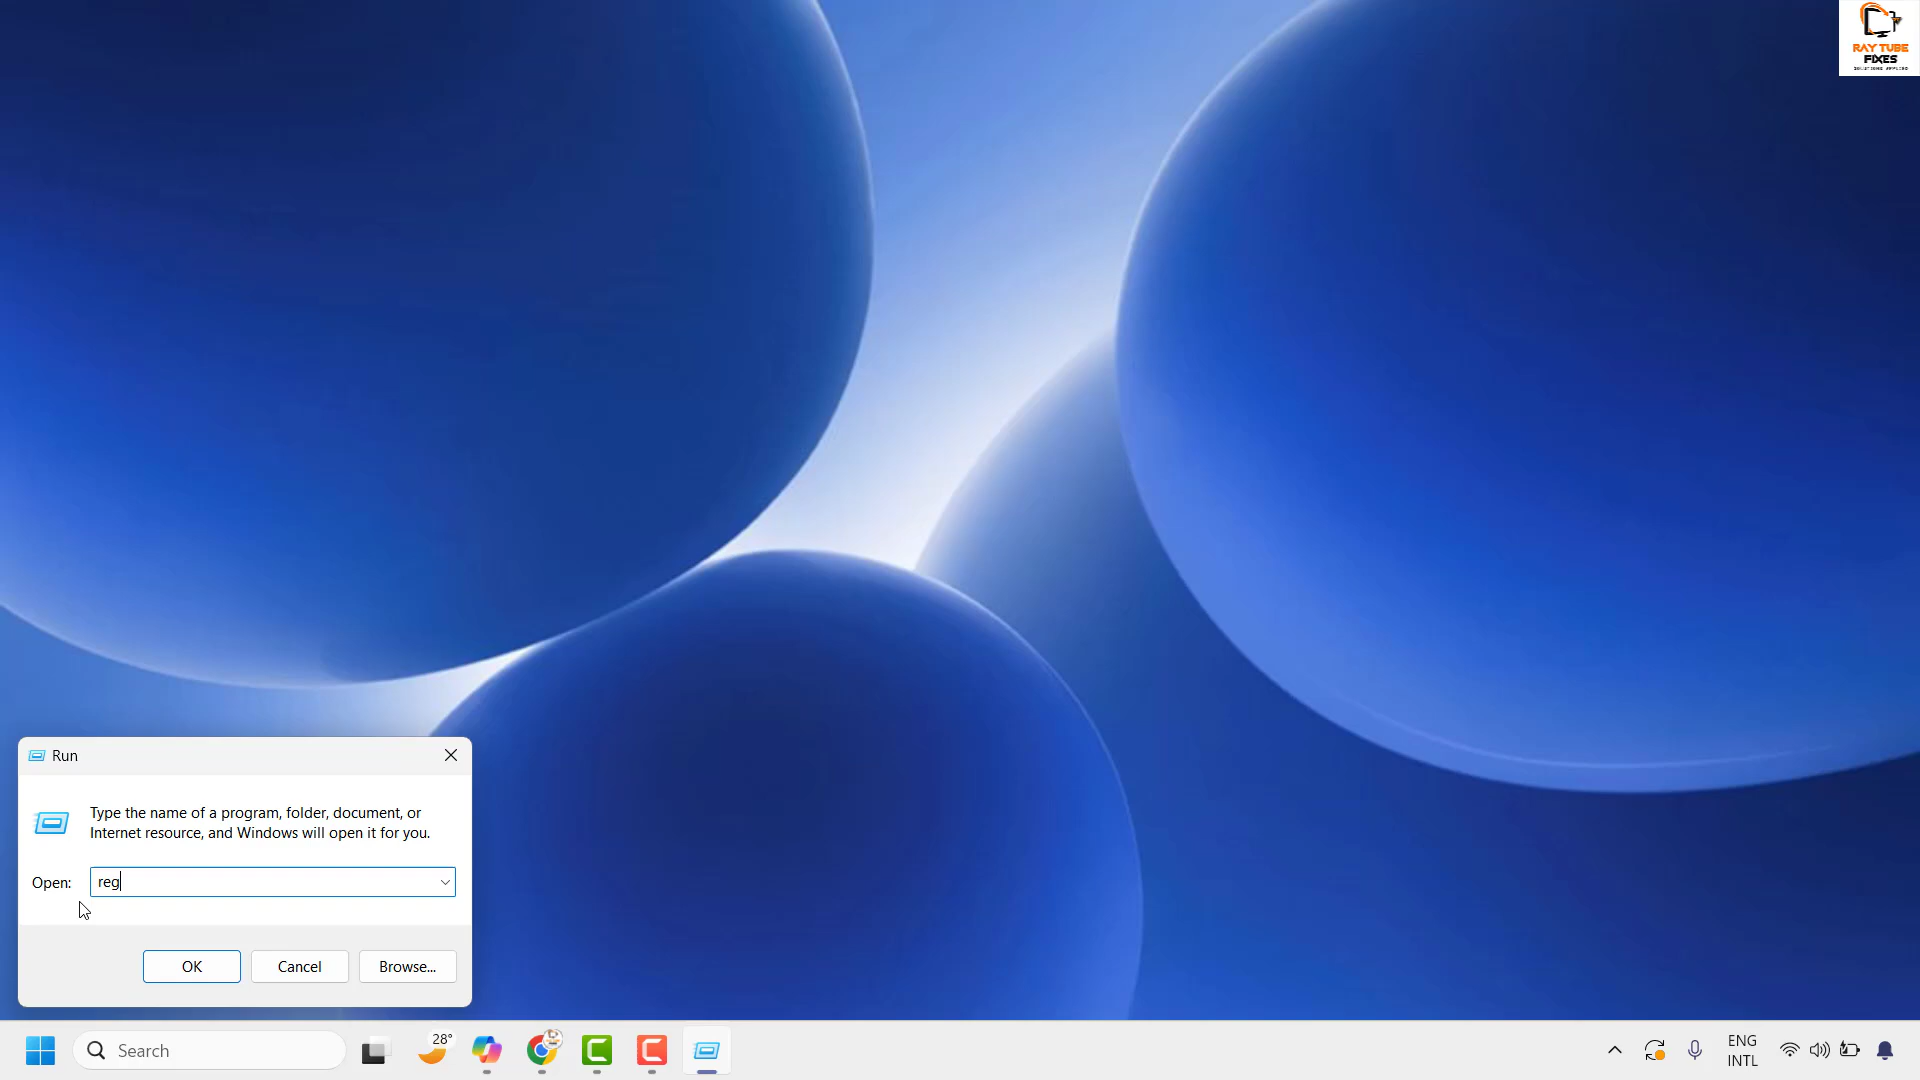 RAY TUBE
FIXES
Run
Type the name of a program, folder, document, or
Internet resource, and Windows will open it for you.
Open:
reg
OK
Cancel
Browse...
Search
28°
ENG
INTL